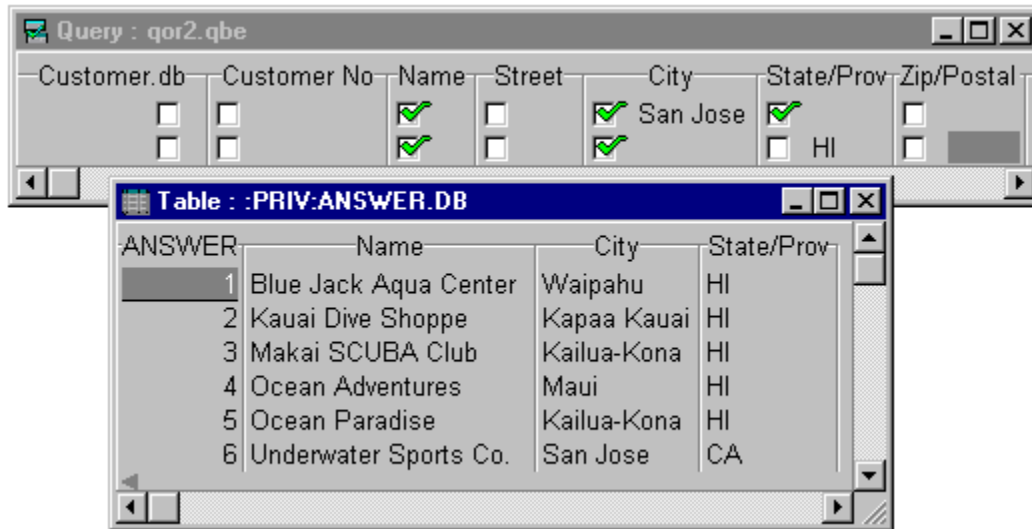 Query : qor2.qbe
Customer.db Customer No Name Street City State/Prov Zip/Postal
San Jose
HI
Table : :PRIV:ANSWER.DB
ANSWER Name City State/Prov
1 Blue Jack Aqua Center Waipahu HI
2 Kauai Dive Shoppe Kapaa Kauai HI
3 Makai SCUBA Club Kailua-Kona HI
4 Ocean Adventures Maui HI
5 Ocean Paradise Kailua-Kona HI
6 Underwater Sports Co. San Jose CA